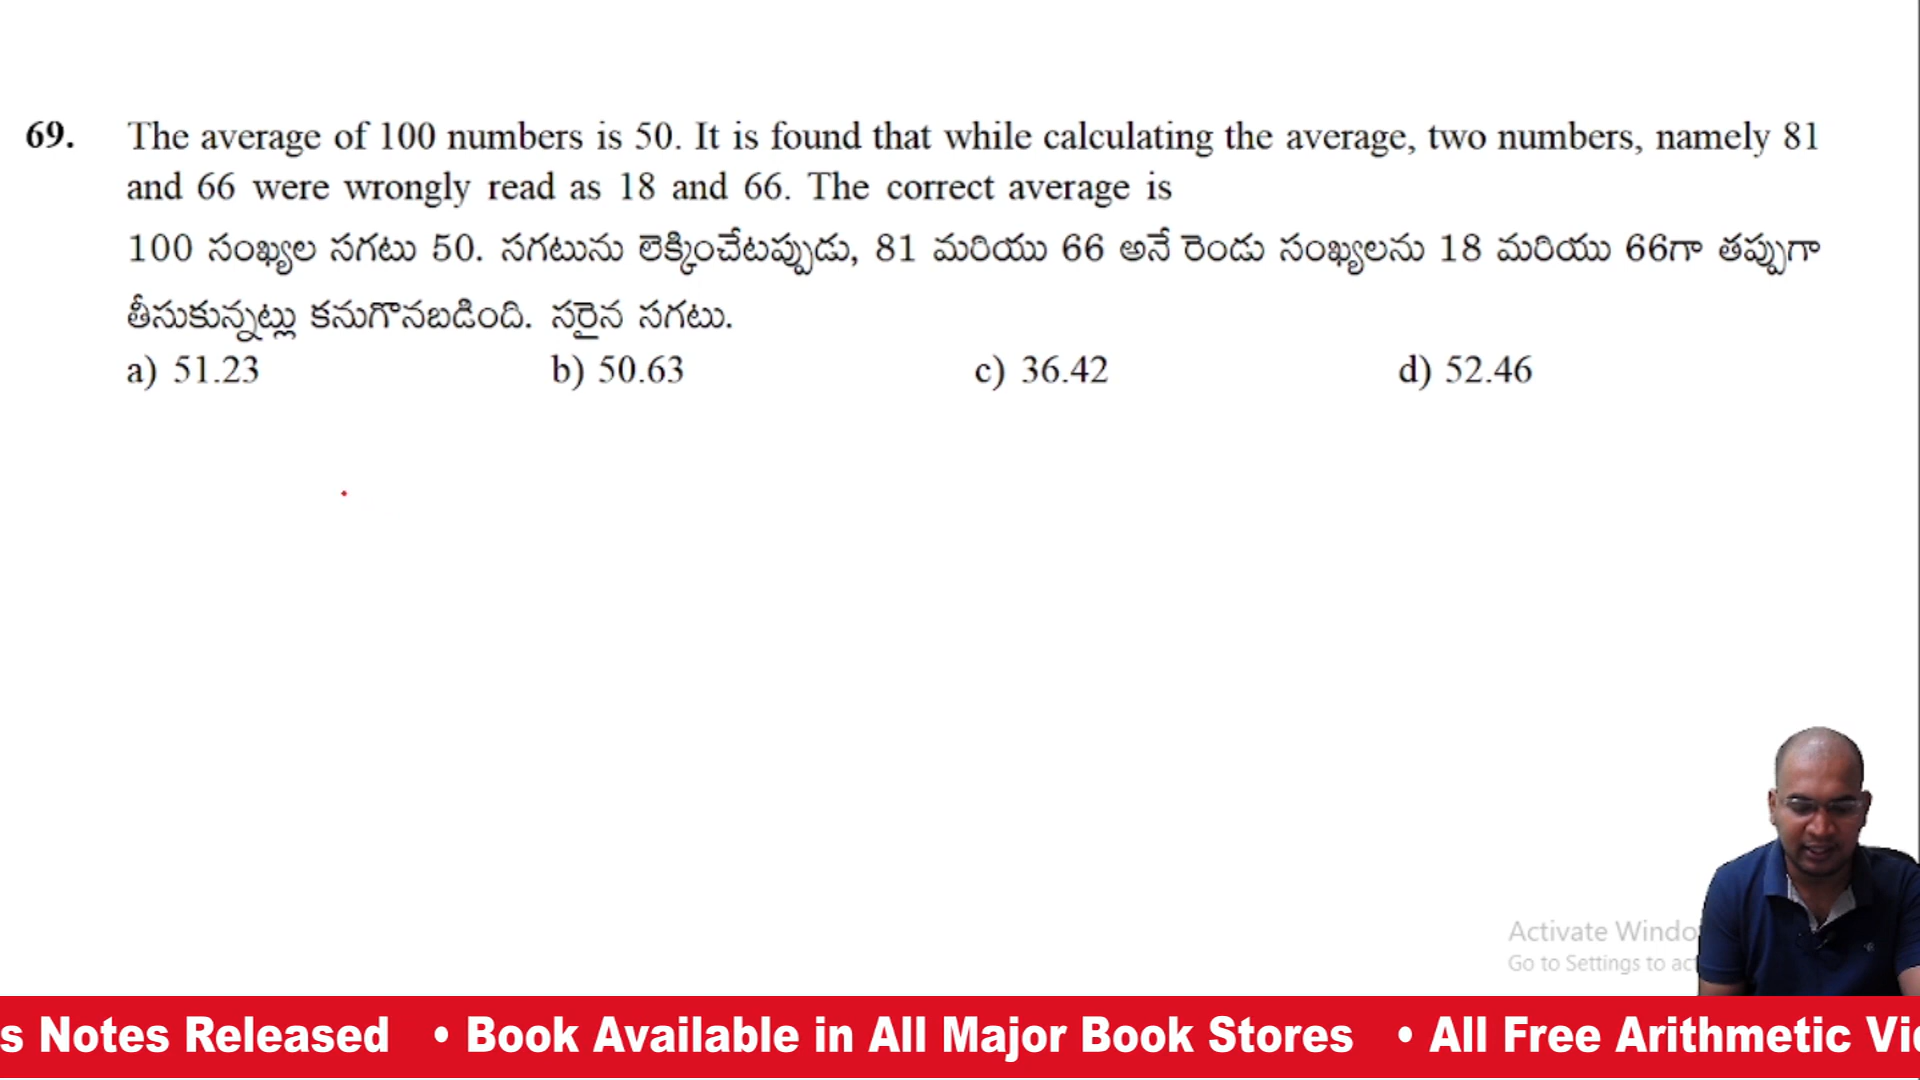 69. The average of 100 numbers is 50. It is found that while calculating the average, two numbers, namely 81
and 66 were wrongly read as 18 and 66. The correct average is
100 సంఖ్యల సగటు 50. సగటును లెక్కించేటప్పుడు, 81 మరియు 66 అనే రెండు సంఖ్యలను 18 మరియు 66గా తప్పుగా
తీసుకున్నట్లు కనుగొనబడింది. సరైన సగటు.
a) 51.23 b) 50.63 c) 36.42 d) 52.46
Activate Windo
Go to Settings to act
s Notes Released • Book Available in All Major Book Stores • All Free Arithmetic Vi